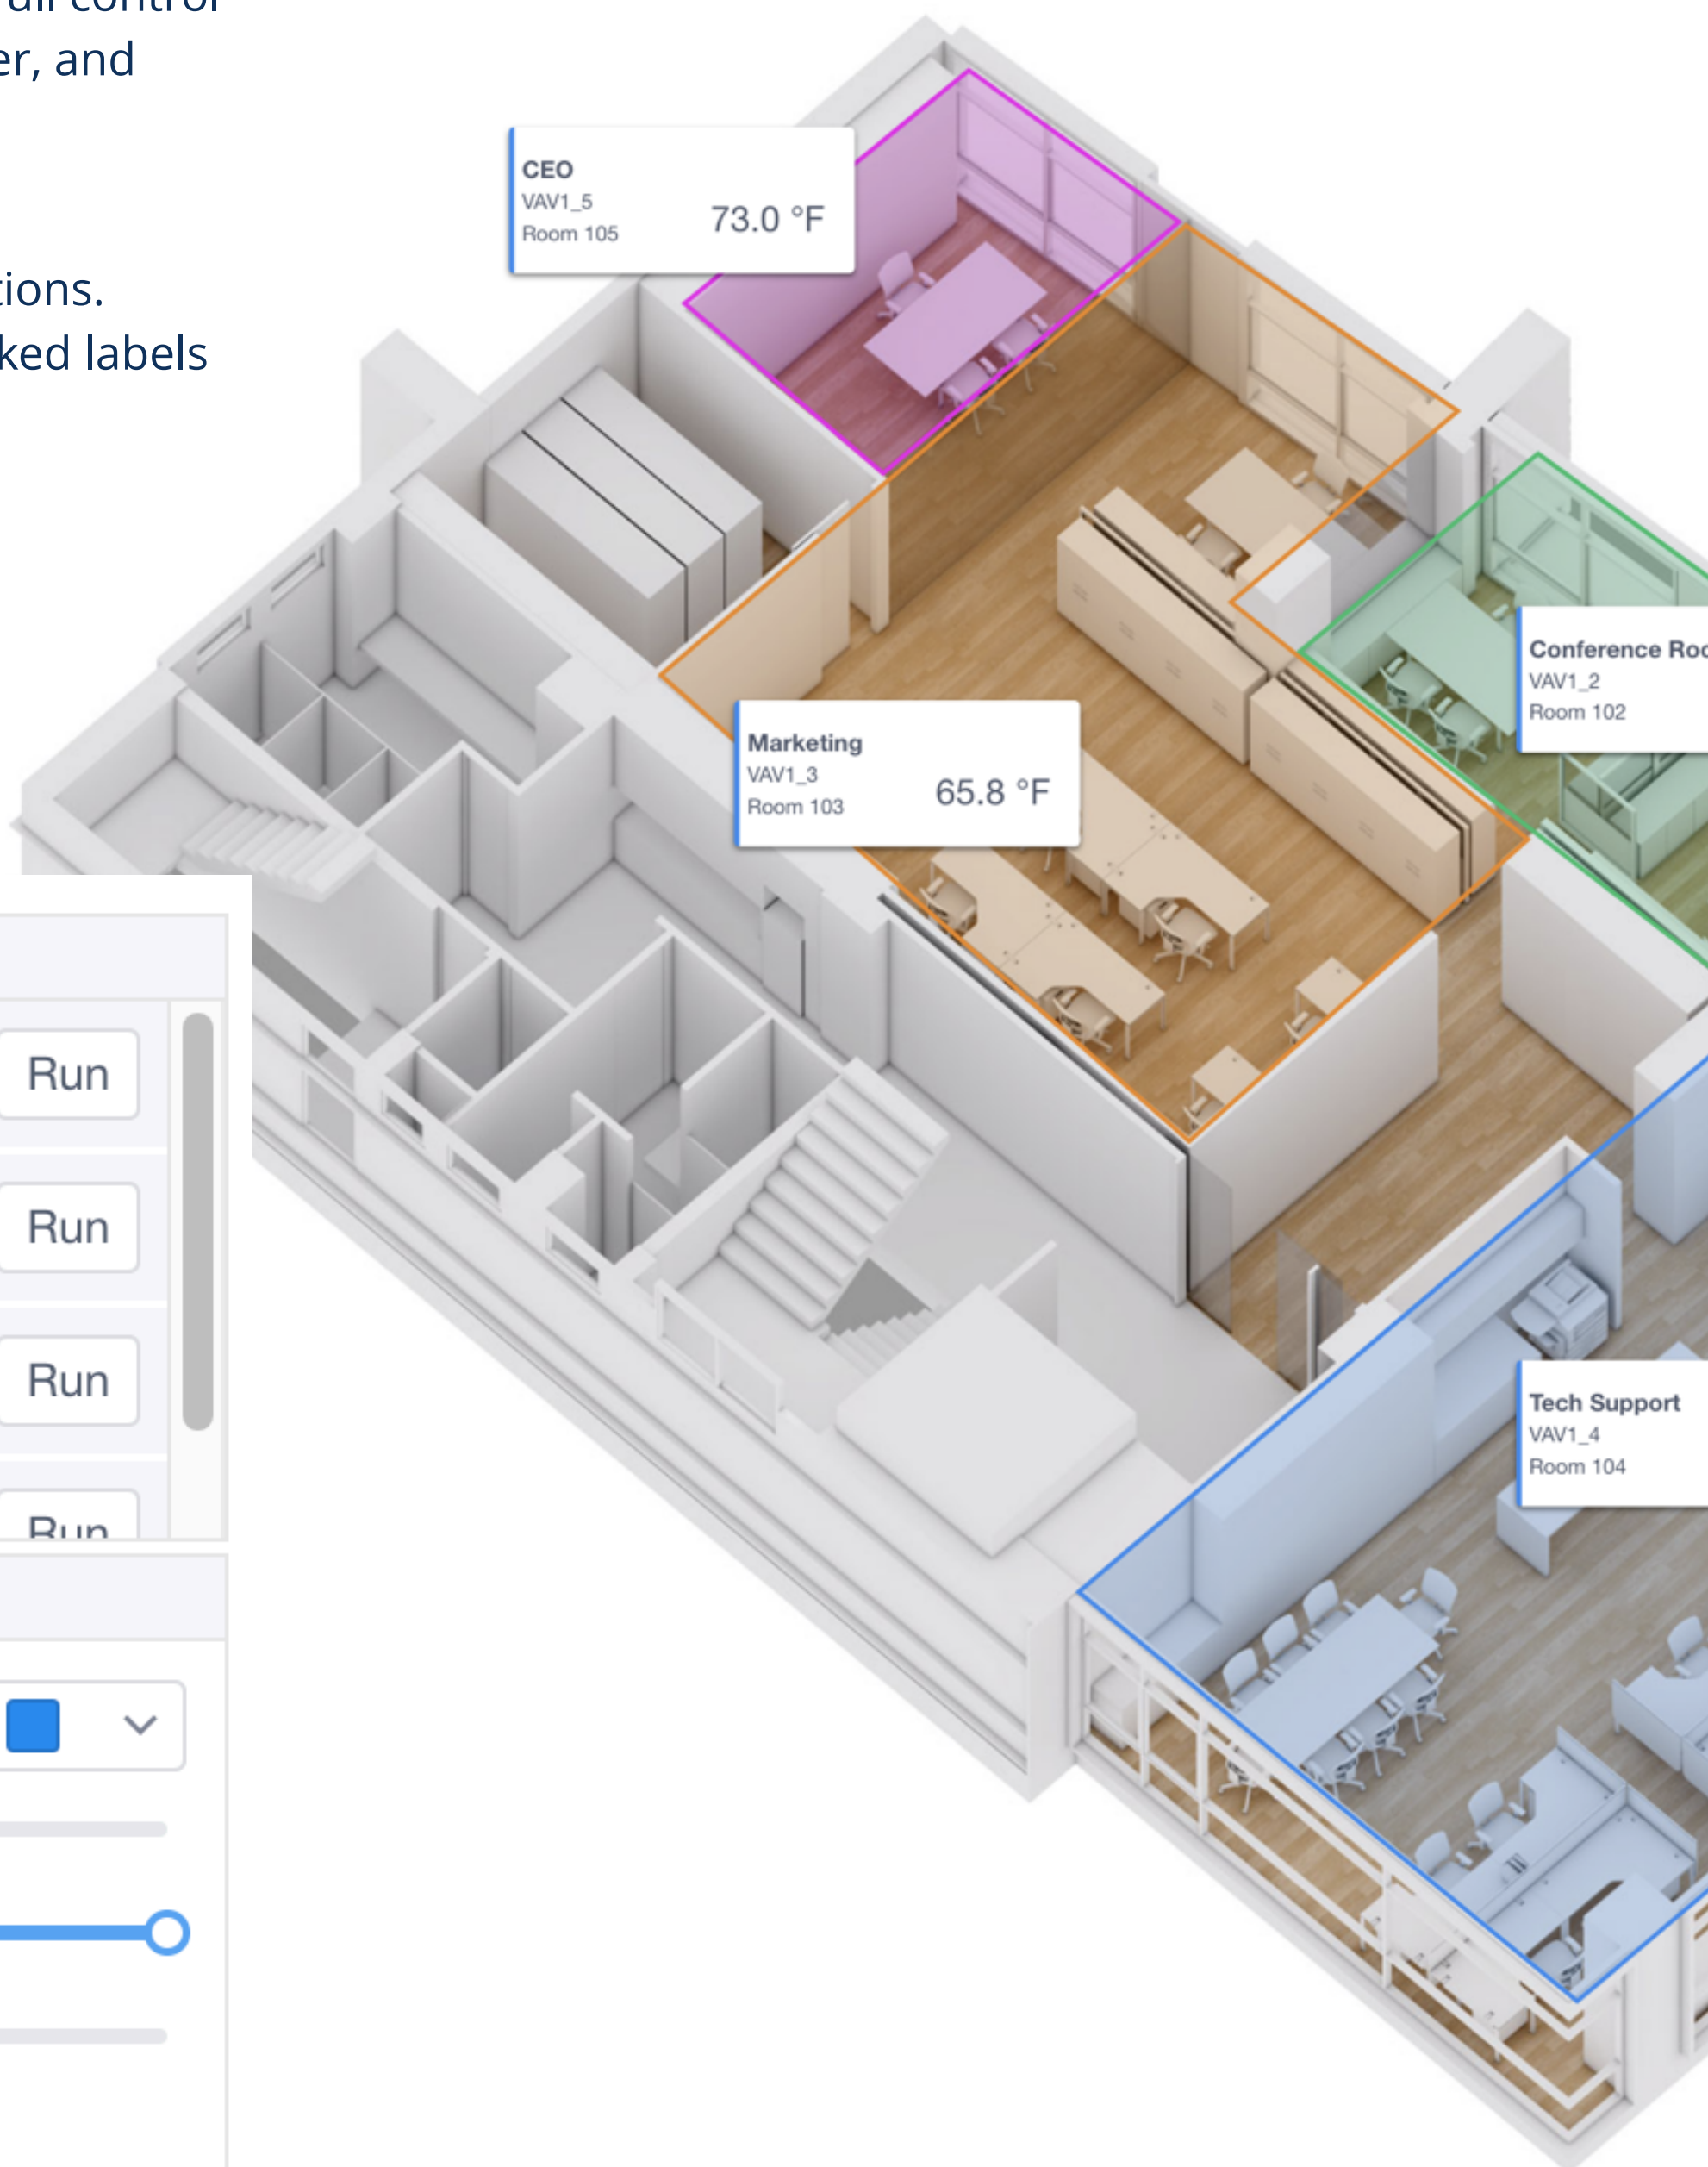 er, and
tions.
ked labels
CEO
VAV1_5
Room 105
73.0 °F
Conference
VAV1_2
Room 102
Marketing
VAV1_3
Room 103
65.8 °F
Run
Run
Run
Run
Tech Support
VAV1_4
Room 104